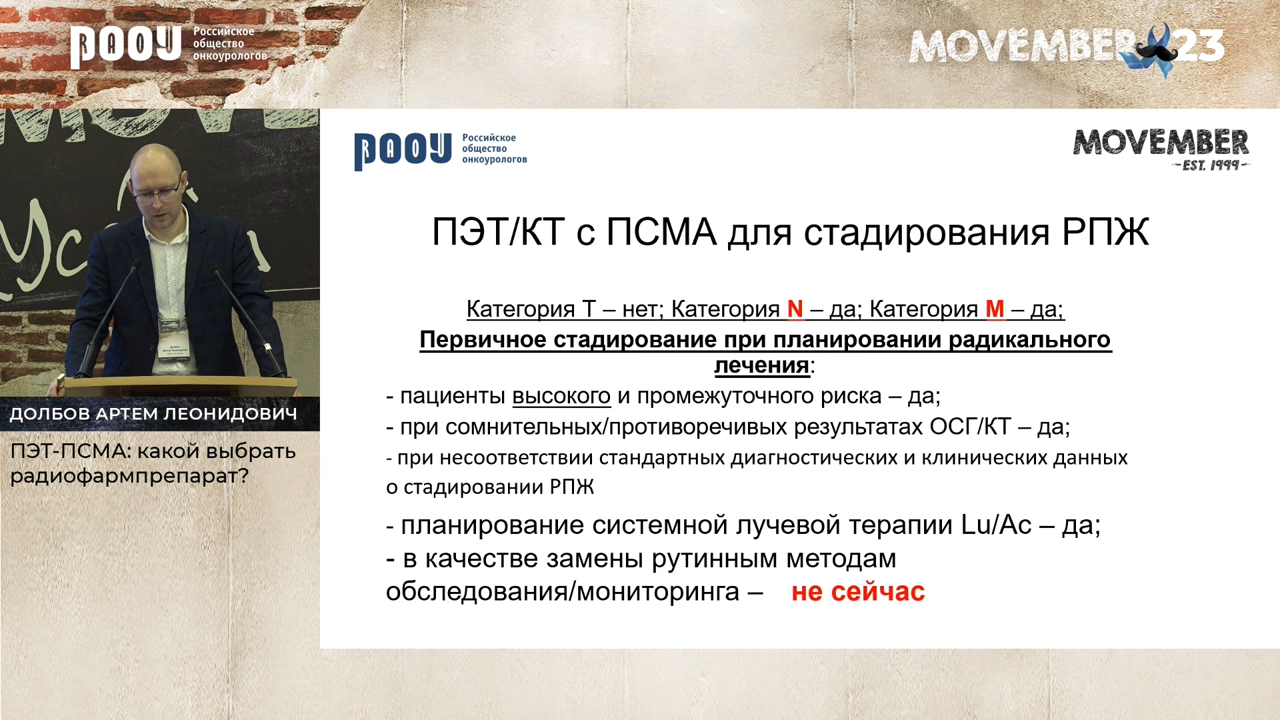 РООУ
RAOU
Российское
общество
онкоурологов
MOVEMBER 23
РООУ
RAOU
Российское
общество
онкоурологов
MOVEMBER
EST. 1999
ПЭТ/КТ с ПСМА для стадирования РПЖ
Категория Т – нет; Категория N – да; Категория М – да;
Первичное стадирование при планировании радикального
лечения:
- пациенты высокого и промежуточного риска – да;
- при сомнительных/противоречивых результатах ОСГ/КТ – да;
- при несоответствии стандартных диагностических и клинических данных
о стадировании РПЖ
- планирование системной лучевой терапии Lu/Ac – да;
- в качестве замены рутинным методам
обследования/мониторинга – не сейчас
ДОЛБОВ АРТЕМ ЛЕОНИДОВИЧ
ПЭТ-ПСМА: какой выбрать
радиофармпрепарат?